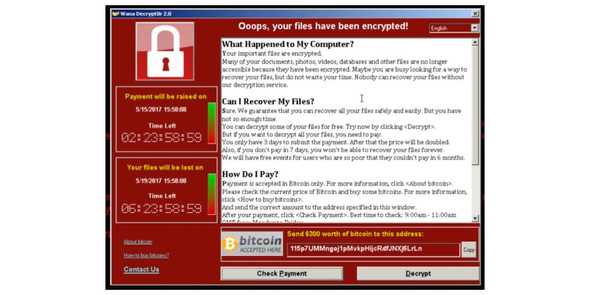 Wana Decrypt0r 2.0
Ooops, your files have been encrypted!
English
What Happened to My Computer?
Your important files are encrypted.
Many of your documents, photos, videos, databases and other files are no longer
accessible because they have been encrypted. Maybe you are busy looking for a way to
recover your files, but do not waste your time. Nobody can recover your files without
our decryption service.
Can I Recover My Files?
Sure. We guarantee that you can recover all your files safely and easily. But you have
not so enough time.
You can decrypt some of your files for free. Try now by clicking <Decrypt>.
But if you want to decrypt all your files, you need to pay.
You only have 3 days to submit the payment. After that the price will be doubled.
Also, if you don't pay in 7 days, you won't be able to recover your files forever.
We will have free events for users who are so poor that they couldn't pay in 6 months.
How Do I Pay?
Payment is accepted in Bitcoin only. For more information, click <About bitcoin>.
Please check the current price of Bitcoin and buy some bitcoins. For more information,
click <How to buy bitcoins>.
And send the correct amount to the address specified in this window.
After your payment, click <Check Payment>. Best time to check: 9:00am - 11:00am
Payment will be raised on
5/15/2017 15:58:08
Time Left
02:23:58:59
Your files will be lost on
5/19/2017 15:58:08
Time Left
06:23:58:59
About bitcoin
How to buy bitcoins?
Contact Us
bitcoin
ACCEPTED HERE
Send $300 worth of bitcoin to this address:
Copy
Check Payment
Decrypt